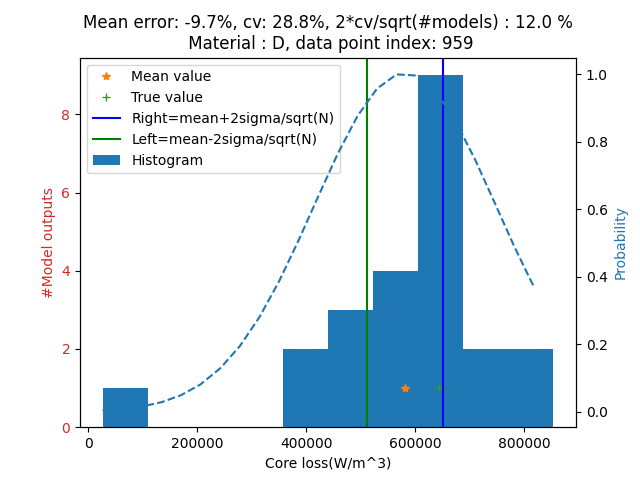 Mean error: -9.7%, cv: 28.8%, 2*cv/sqrt(#models) : 12.0 %
Material : D, data point index: 959
Mean value
True value
Right=mean+2sigma/sqrt(N)
Left=mean-2sigma/sqrt(N)
Histogram
#Model outputs
8
6
4
2
0
1.0
0.8
0.6
0.4
0.2
0.0
Probability
0
200000
400000
600000
800000
Core loss(W/m^3)